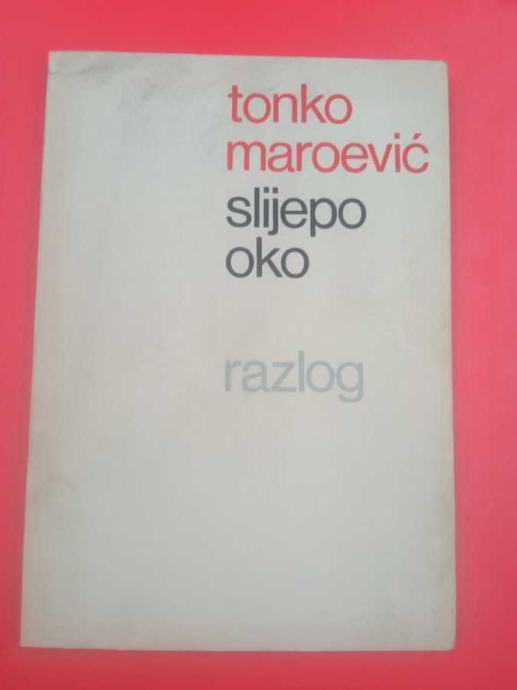 tonko
maroević
slijepo
oko
razlog